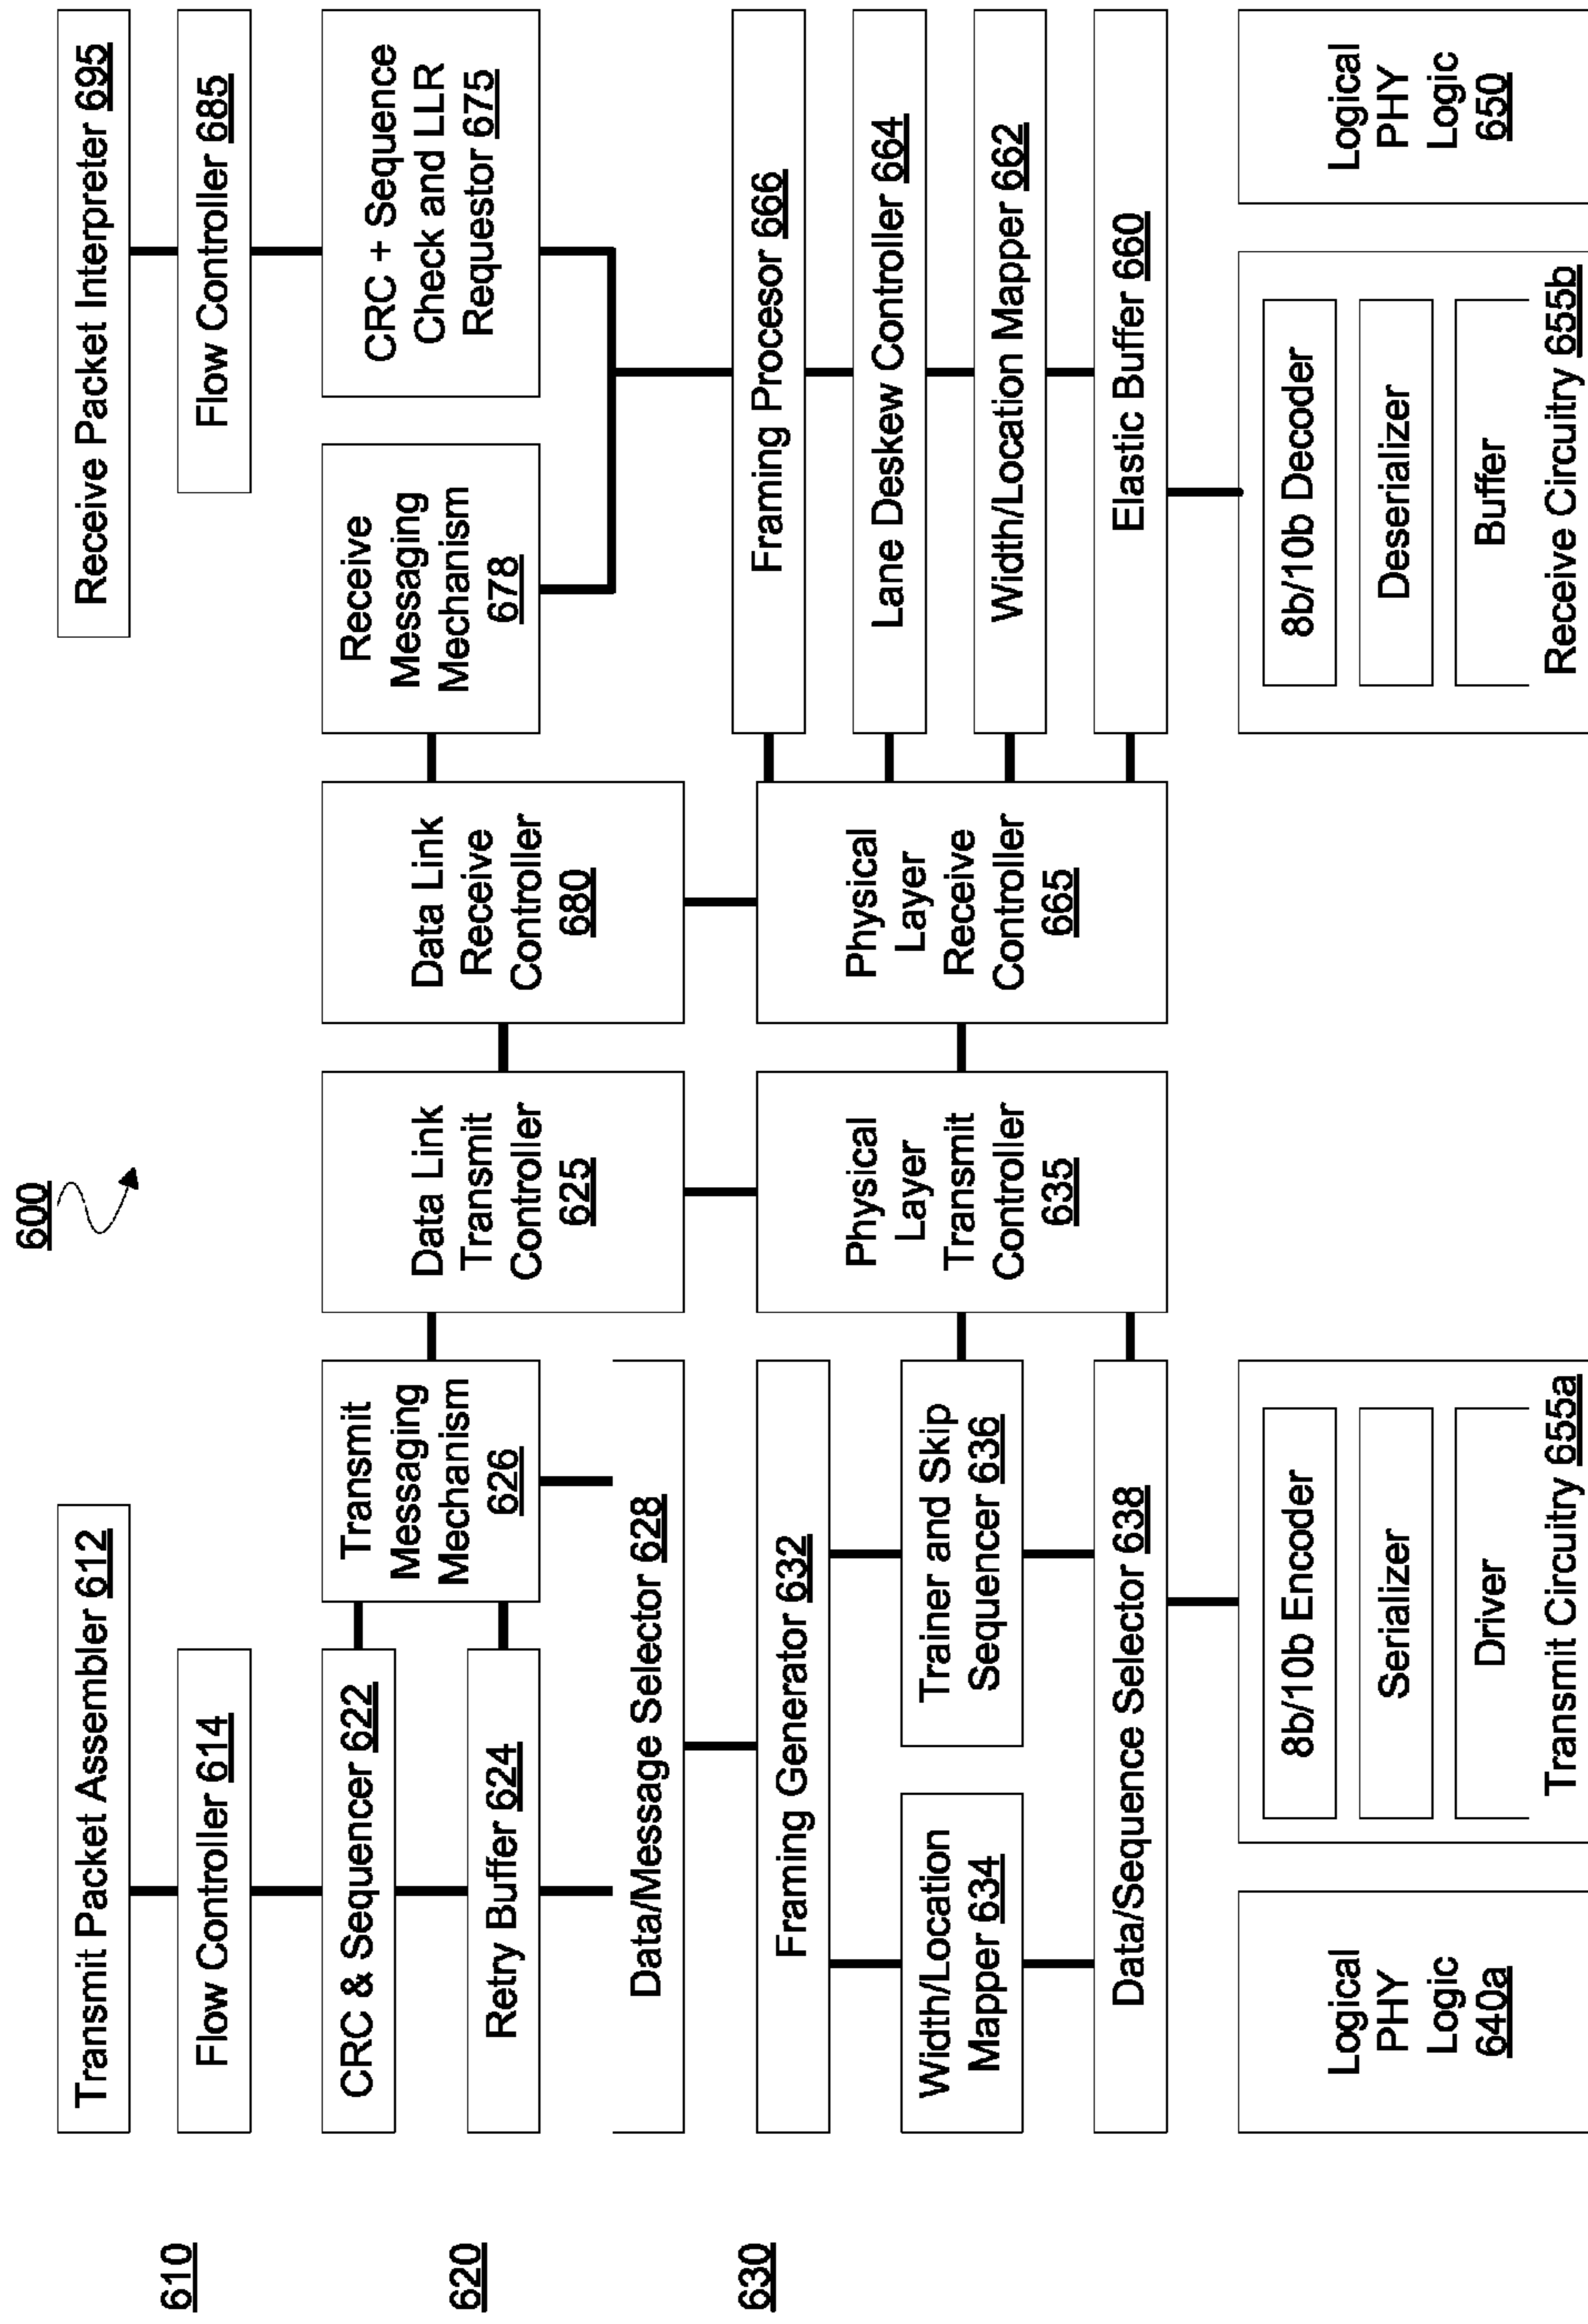 600
610
620
630
Transmit Packet Assembler 612
Flow Controller 614
CRC & Sequencer 622
Retry Buffer 624
Transmit
Messaging
Mechanism
626
Data/Message Selector 628
Data Link
Transmit
Controller
625
Framing Generator 632
Width/Location
Mapper 634
Trainer and Skip
Sequencer 636
Data/Sequence Selector 638
Physical
Layer
Transmit
Controller
635
Logical
PHY
Logic
640a
8b/10b Encoder
Serializer
Driver
Transmit Circuitry 655a
Receive Packet Interpreter 695
Flow Controller 685
Data Link
Receive
Controller
680
Receive
Messaging
Mechanism
678
CRC + Sequence
Check and LLR
Requestor 675
Physical
Layer
Receive
Controller
665
Framing Procesor 666
Lane Deskew Controller 664
Width/Location Mapper 662
Elastic Buffer 660
8b/10b Decoder
Deserializer
Buffer
Receive Circuitry 655b
Logical
PHY
Logic
650